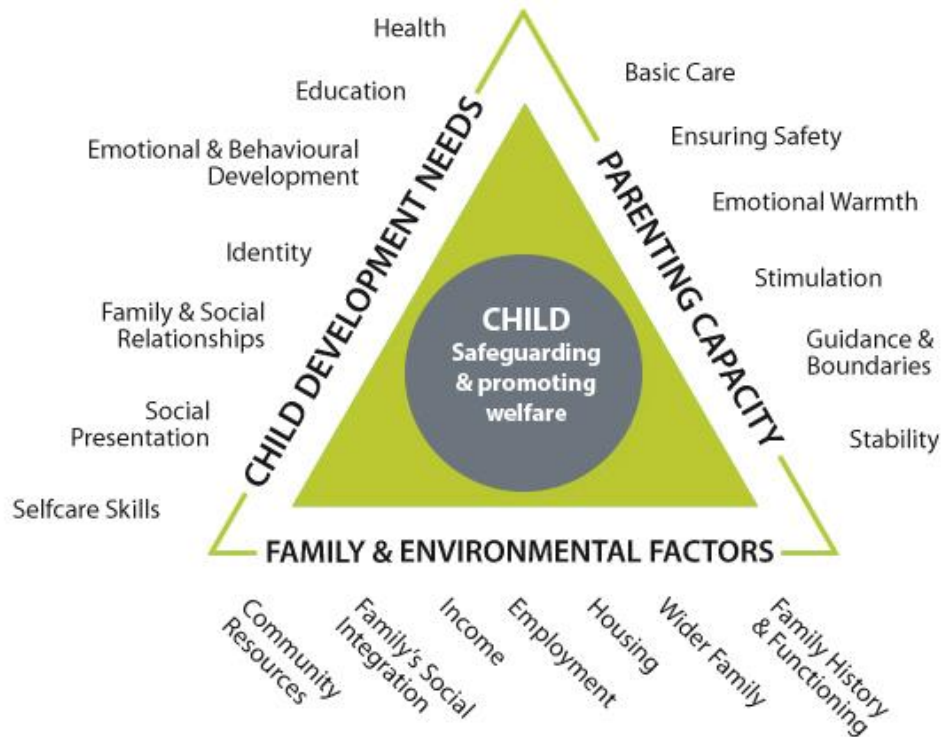 Health
Education
Emotional & Behavioural
Development
Identity
Family & Social
Relationships
Social
Presentation
Selfcare Skills
CHILD DEVELOPMENT NEEDS
CHILD
Safeguarding
& promoting
welfare
PARENTING CAPACITY
Basic Care
Ensuring Safety
Emotional Warmth
Stimulation
Guidance &
Boundaries
Stability
FAMILY & ENVIRONMENTAL FACTORS
Community
Resources
Family's Social
Integration
Income
Employment
Housing
Wider Family
Family History
& Functioning